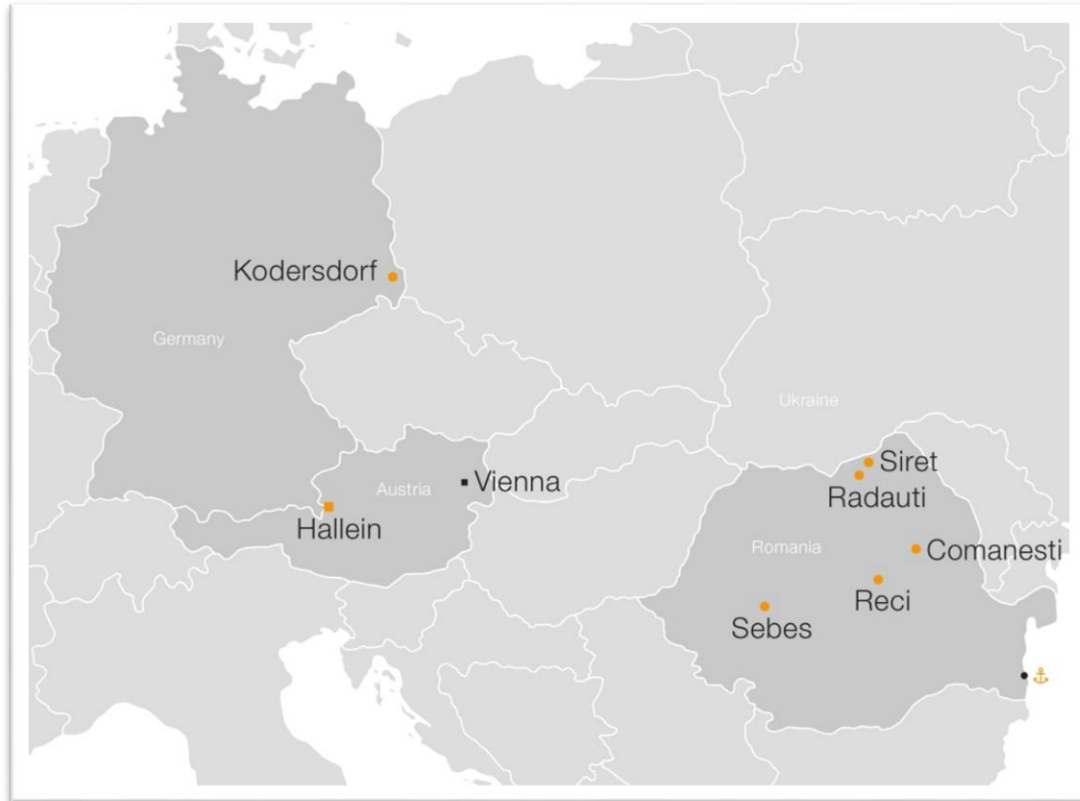 Kodersdorf
Germany
Ukraine
Siret
Vienna
Austria
Radauti
Hallein
Romania
Comanesti
Reci
Sebes